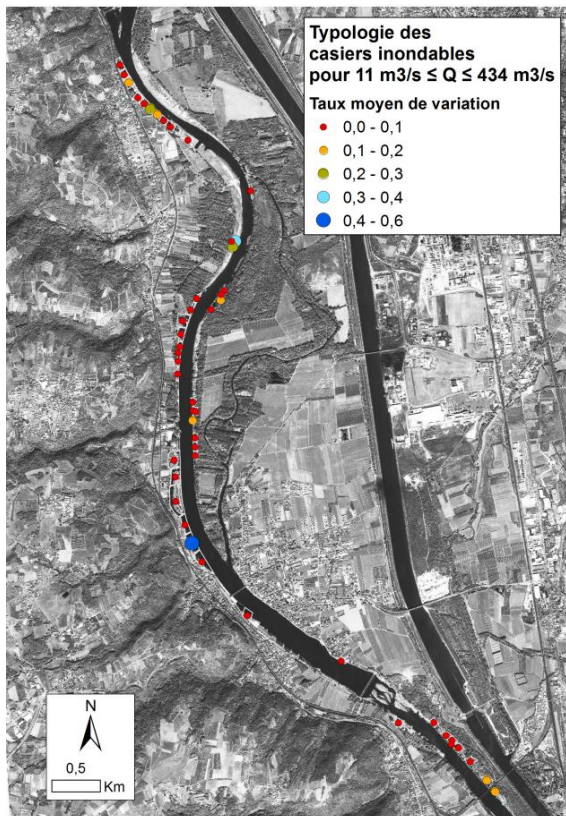 Typologie des
casiers inondables
pour 11 m3/s ≤ Q ≤ 434 m3/s
Taux moyen de variation
0,0 - 0,1
0,1 - 0,2
0,2 - 0,3
0,3 - 0,4
0,4 - 0,6
N
0,5
Km